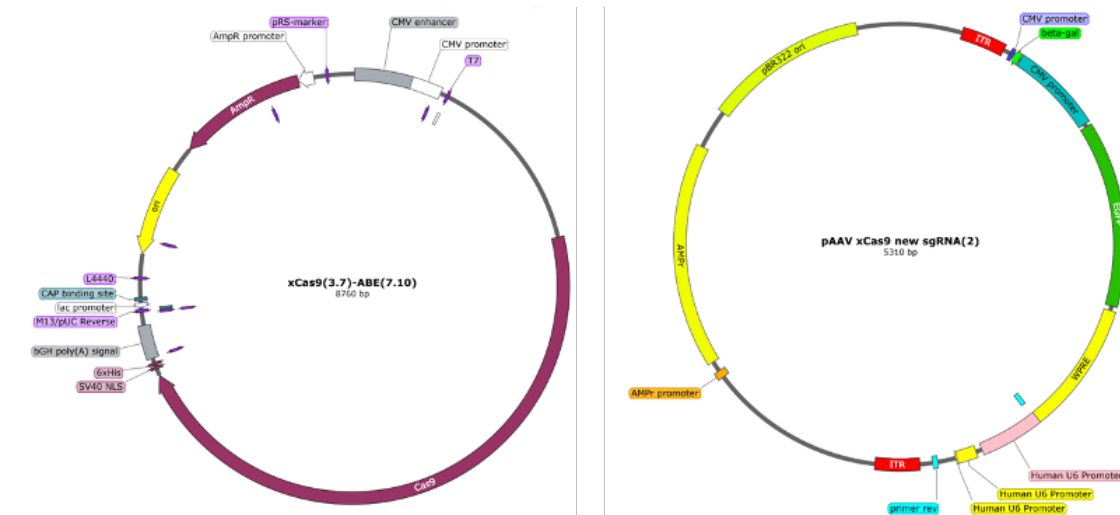 pRS-marker
AmpR promoter
CMV enhancer
CMV promoter
T7
AmpR
ori
L4440
CAP binding site
lac promoter
M13/pUC Reverse
bGH poly(A) signal
6xHis
SV40 NLS
Cas9
xCas9(3.7)-ABE(7.10)
8760 bp
ITR
CMV promoter
beta-gal
CMV promoter
EGFP
WPRE
Human U6 Promoter
Human U6 Promoter
Human U6 Promoter
primer rev
ITR
AMPr promoter
AMPr
pBR322 ori
pAAV xCas9 new sgRNA(2)
5310 bp